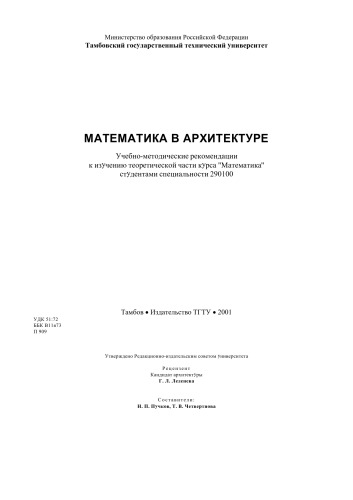 Министерство образования Российской Федерации
Тамбовский государственный технический университет
МАТЕМАТИКА В АРХИТЕКТУРЕ
Учебно-методические рекомендации
к изучению теоретической части курса "Математика"
студентами специальности 290100
Тамбов • Издательство ТГТУ • 2001
УДК 51:72
ББК В11я73
П 909
Утверждено Редакционно-издательским советом университета
Рецензент
Кандидат архитектуры
Г. Л. Леденева
Составители:
Н. П. Пучков, Т. В. Четвертнова